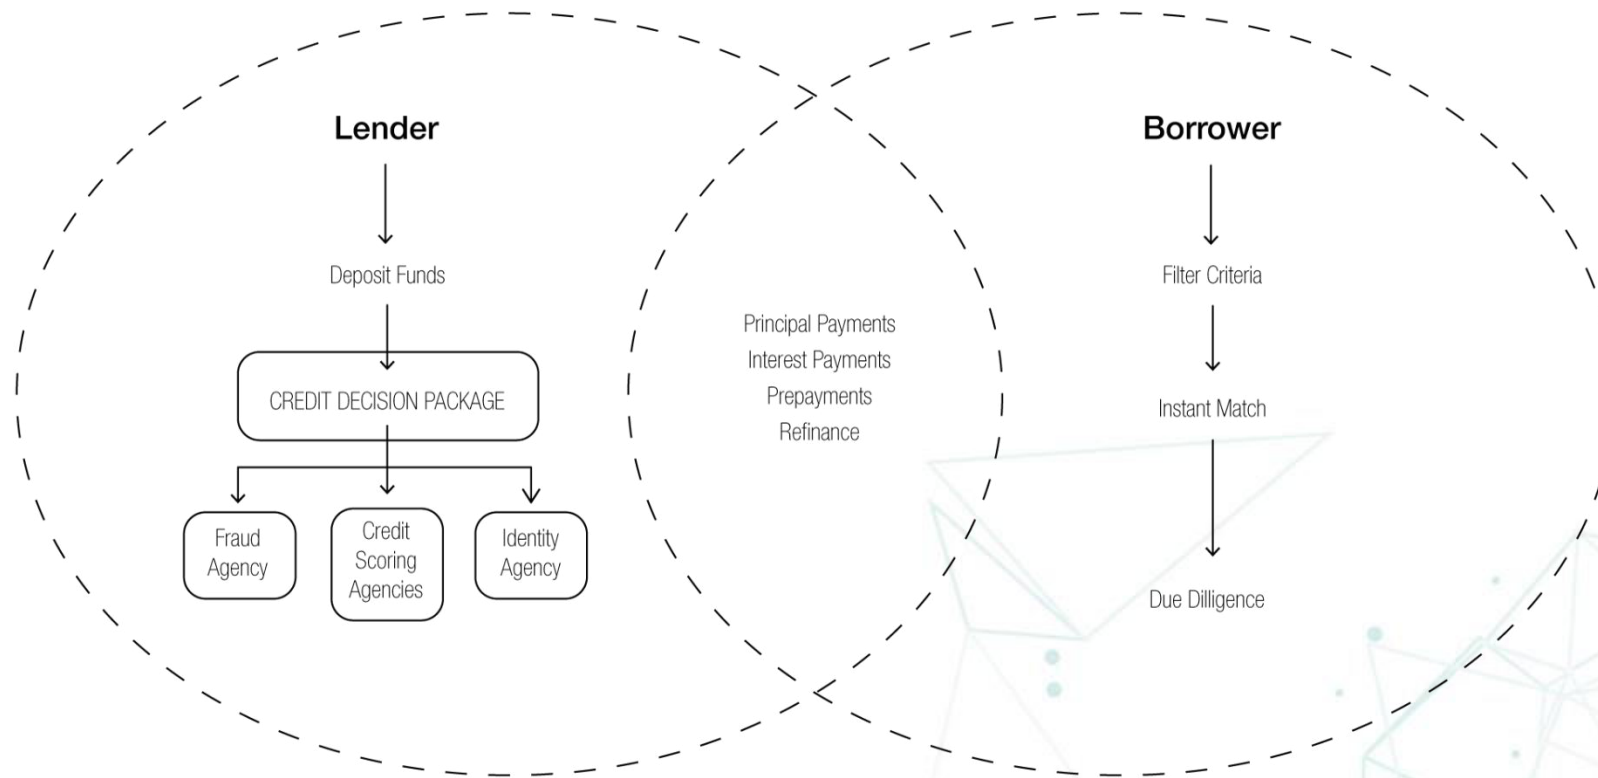 Lender
Deposit Funds
CREDIT DECISION PACKAGE
Fraud
Agency
Credit
Scoring
Agencies
Identity
Agency
Principal Payments
Interest Payments
Prepayments
Refinance
Borrower
Filter Criteria
Instant Match
Due Dilligence